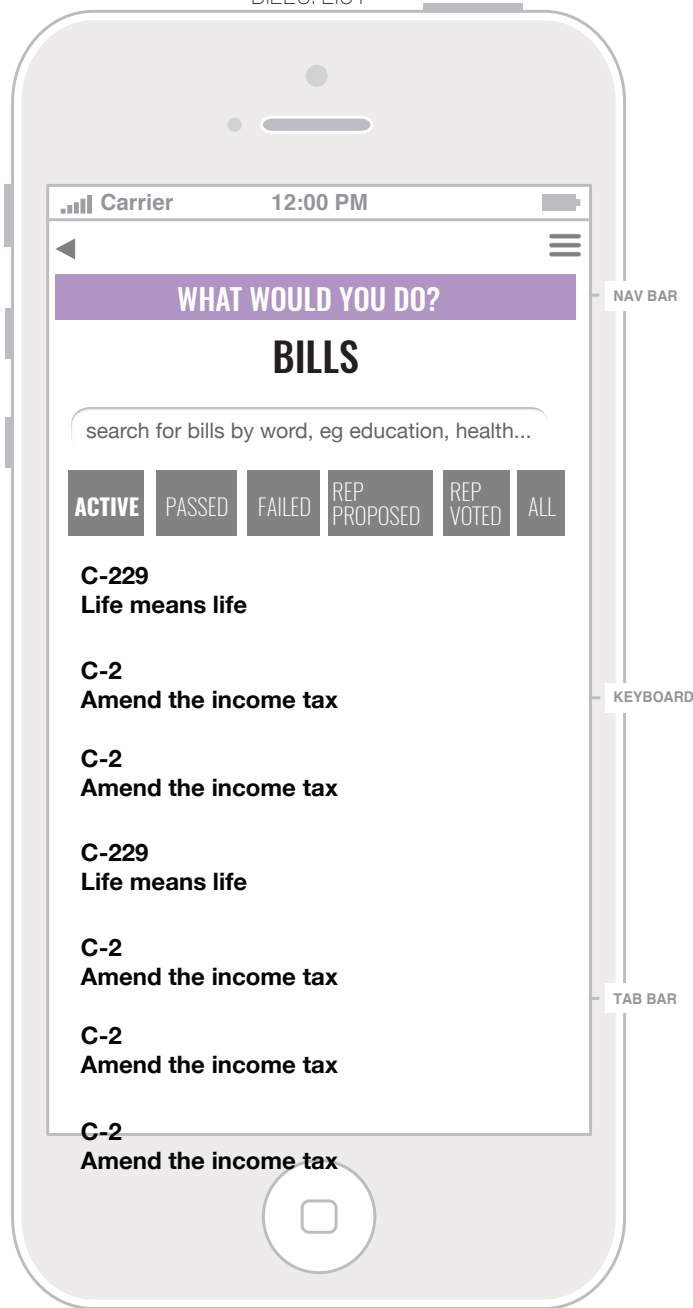 BILLS: LIST
Carrier 12:00 PM
WHAT WOULD YOU DO?
NAV BAR
BILLS
search for bills by word, eg education, health...
ACTIVE PASSED FAILED REP PROPOSED REP VOTED ALL
C-229
Life means life
C-2
Amend the income tax
KEYBOARD
C-2
Amend the income tax
C-229
Life means life
C-2
Amend the income tax
TAB BAR
C-2
Amend the income tax
C-2
Amend the income tax